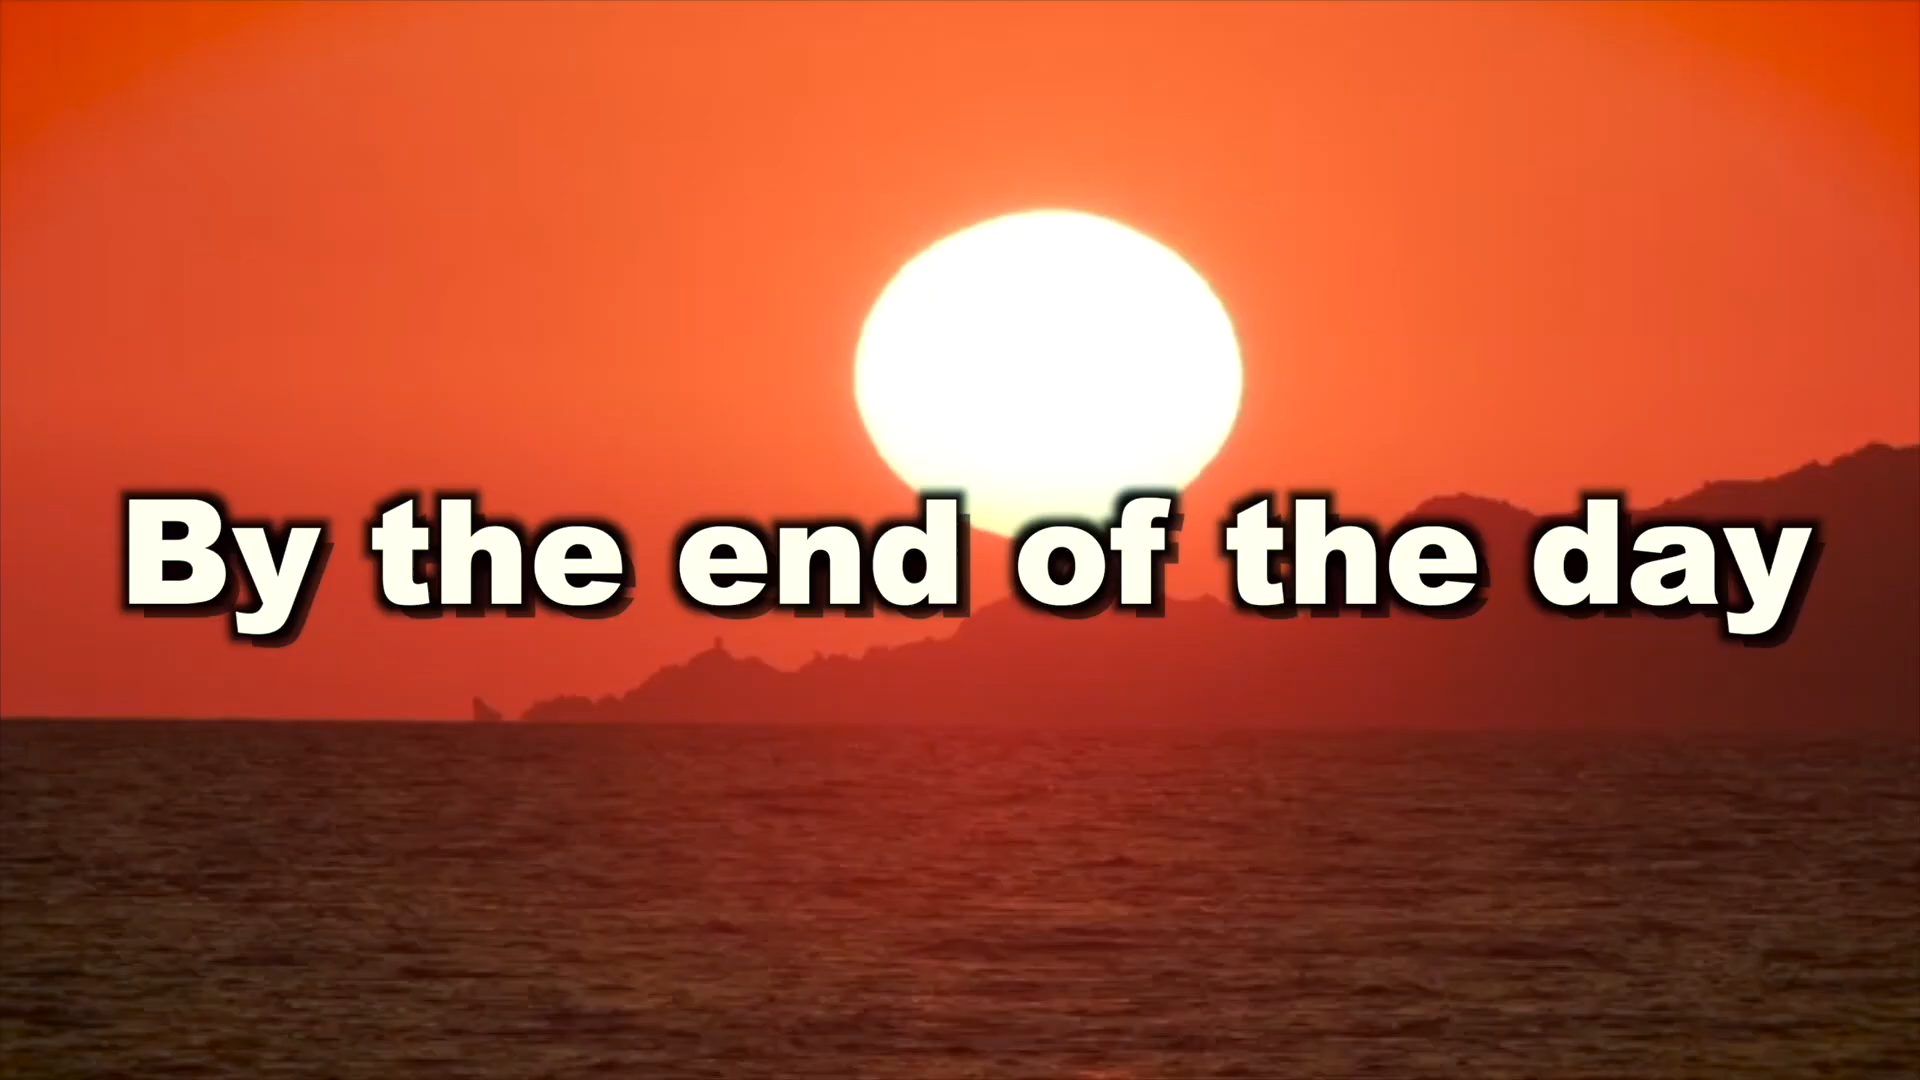 By the end of the day